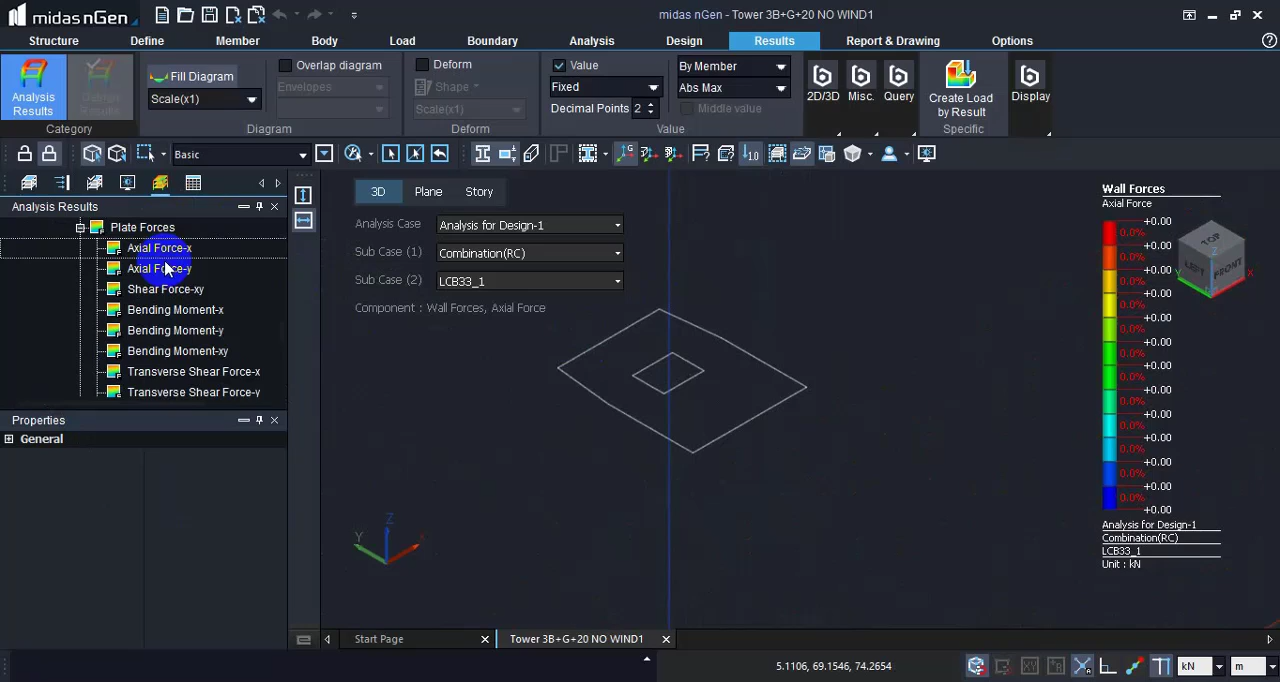 midas nGen
midas nGen - Tower 3B+G+20 NO WIND1
Structure Define Member Body Load Boundary Analysis Design Results Report & Drawing Options
Analysis Results
Category
Fill Diagram
Scale(x1)
Overlap diagram
Envelopes
Scale(x1)
Diagram
Deform
Shape
Scale(x1)
Deform
Value
Fixed
Decimal Points 2
By Member
Abs Max
Middle value
Value
2D/3D
Misc.
Query
Create Load by Result
Specific
Display
Basic
Analysis Results
Plate Forces
Axial Force-x
Axial Force-y
Shear Force-xy
Bending Moment-x
Bending Moment-y
Bending Moment-xy
Transverse Shear Force-x
Transverse Shear Force-y
Properties
General
3D Plane Story
Analysis Case Analysis for Design-1
Sub Case (1) Combination(RC)
Sub Case (2) LCB33_1
Component : Wall Forces, Axial Force
Wall Forces
Axial Force
+0.00
0.0%
+0.00
0.0%
+0.00
0.0%
+0.00
0.0%
+0.00
0.0%
+0.00
0.0%
+0.00
0.0%
+0.00
0.0%
+0.00
0.0%
+0.00
0.0%
+0.00
0.0%
+0.00
0.0%
+0.00
Analysis for Design-1
Combination(RC)
LCB33_1
Unit : kN
TOP
LEFT FRONT
Z
Y X
Z
Y
Start Page
Tower 3B+G+20 NO WIND1
5.1106, 69.1546, 74.2654
kN
m